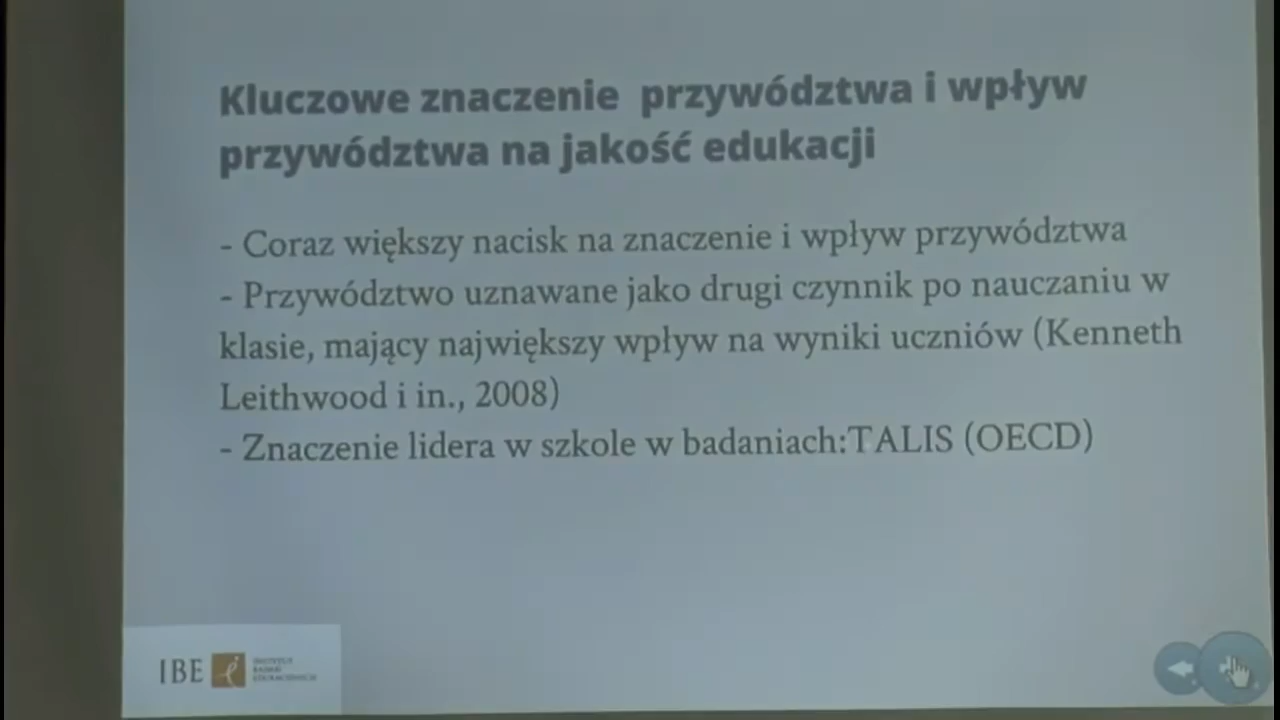 Kluczowe znaczenie przywództwa i wpływ
przywództwa na jakość edukacji
- Coraz większy nacisk na znaczenie i wpływ przywództwa
- Przywództwo uznawane jako drugi czynnik po nauczaniu w
klasie, mający największy wpływ na wyniki uczniów (Kenneth
Leithwood i in., 2008)
- Znaczenie lidera w szkole w badaniach:TALIS (OECD)
IBE